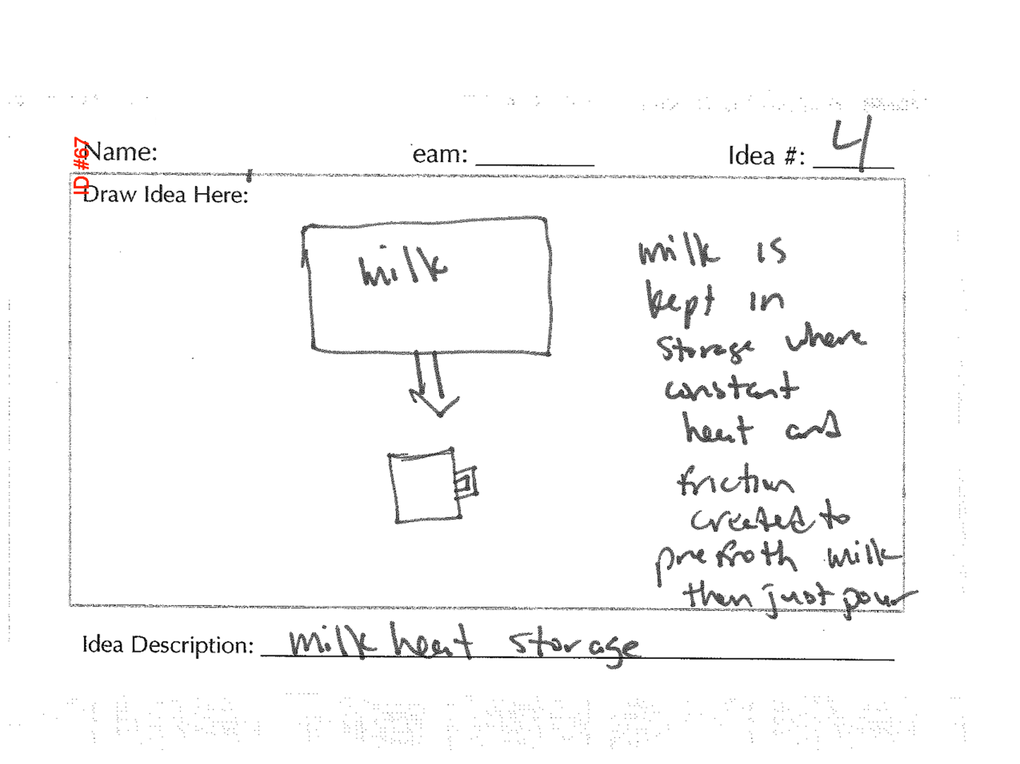 ID #67
Name: eam: Idea #: 4
Draw Idea Here:
milk
milk is
kept in
storage where
constant
heat and
friction
created to
prefroth milk
then just pour
Idea Description: milk heat storage